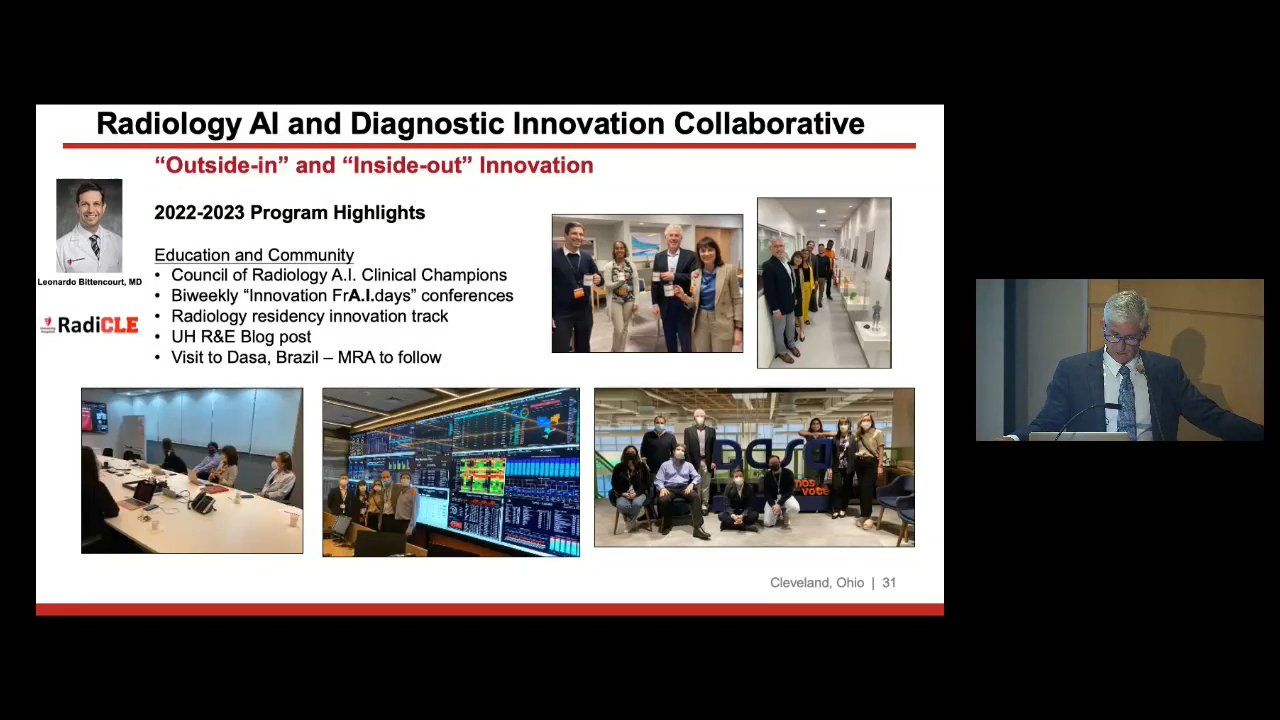 Radiology AI and Diagnostic Innovation Collaborative
“Outside-in” and “Inside-out” Innovation
2022-2023 Program Highlights
Leonardo Bittencourt, MD
RadiCLE
Education and Community
• Council of Radiology A.I. Clinical Champions
• Biweekly “Innovation FrA.I.days” conferences
• Radiology residency innovation track
• UH R&E Blog post
• Visit to Dasa, Brazil – MRA to follow
DASA
Cleveland, Ohio | 31